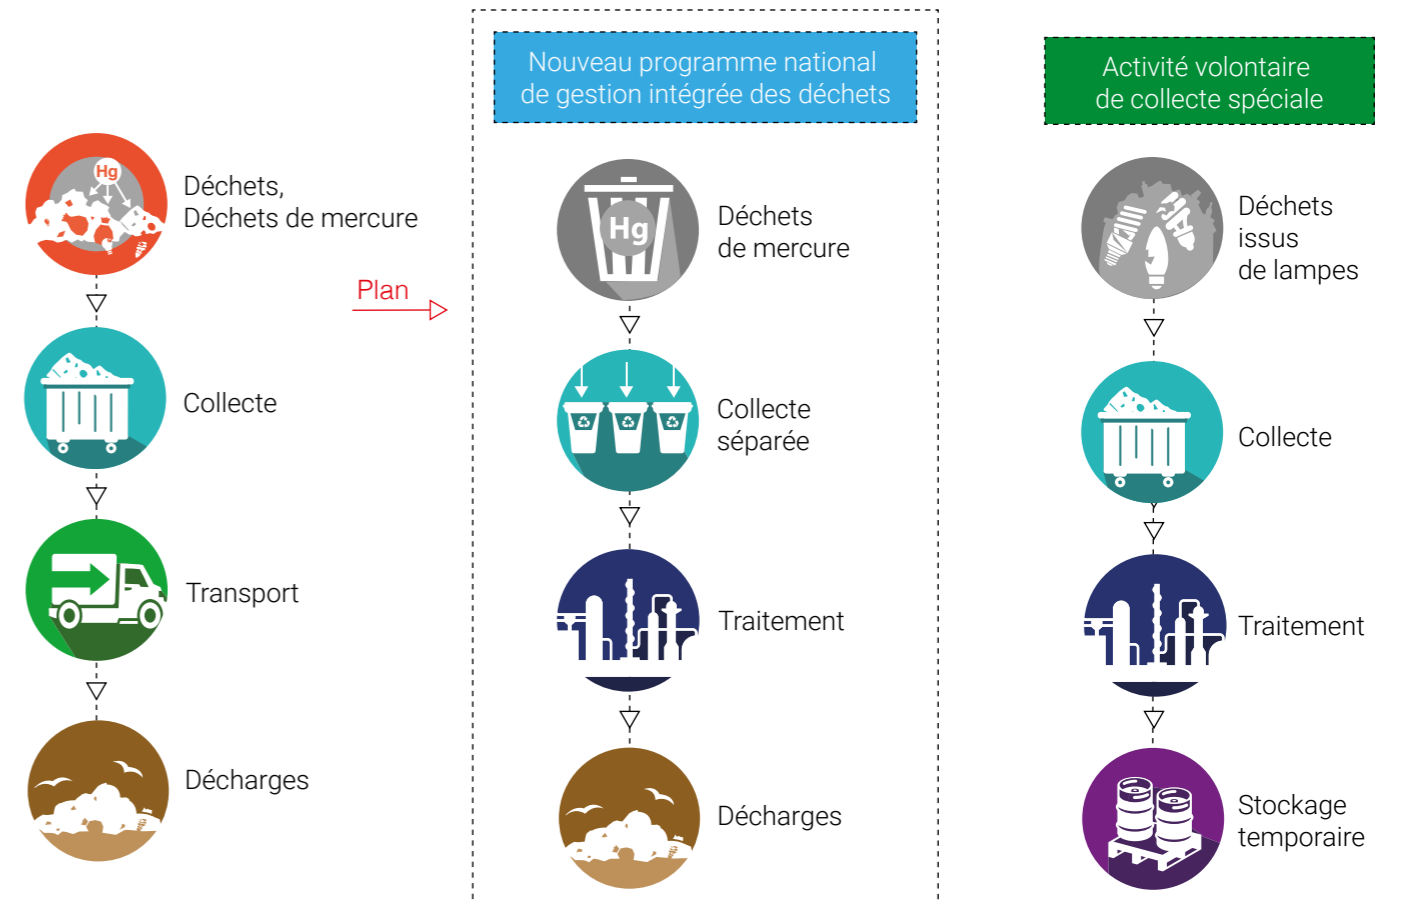 Hg
Déchets,
Déchets de mercure
Collecte
Transport
Décharges
Plan
Nouveau programme national
de gestion intégrée des déchets
Hg
Déchets
de mercure
Collecte
séparée
Traitement
Décharges
Activité volontaire
de collecte spéciale
Déchets
issus
de lampes
Collecte
Traitement
Stockage
temporaire